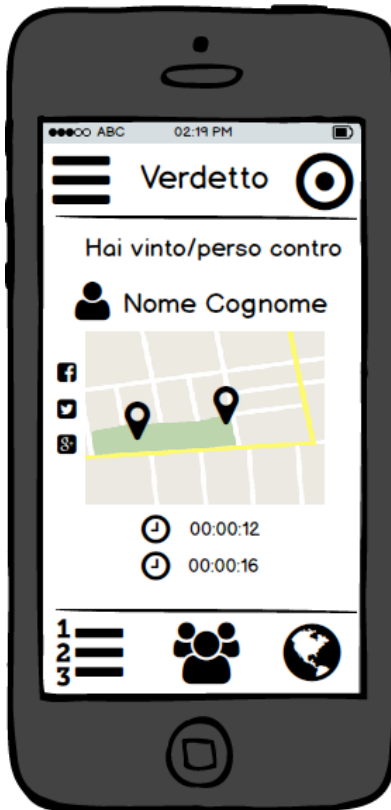 ABC 02:19 PM
Verdetto
Hai vinto/perso contro
Nome Cognome
f
g+
00:00:12
00:00:16
1
2
3